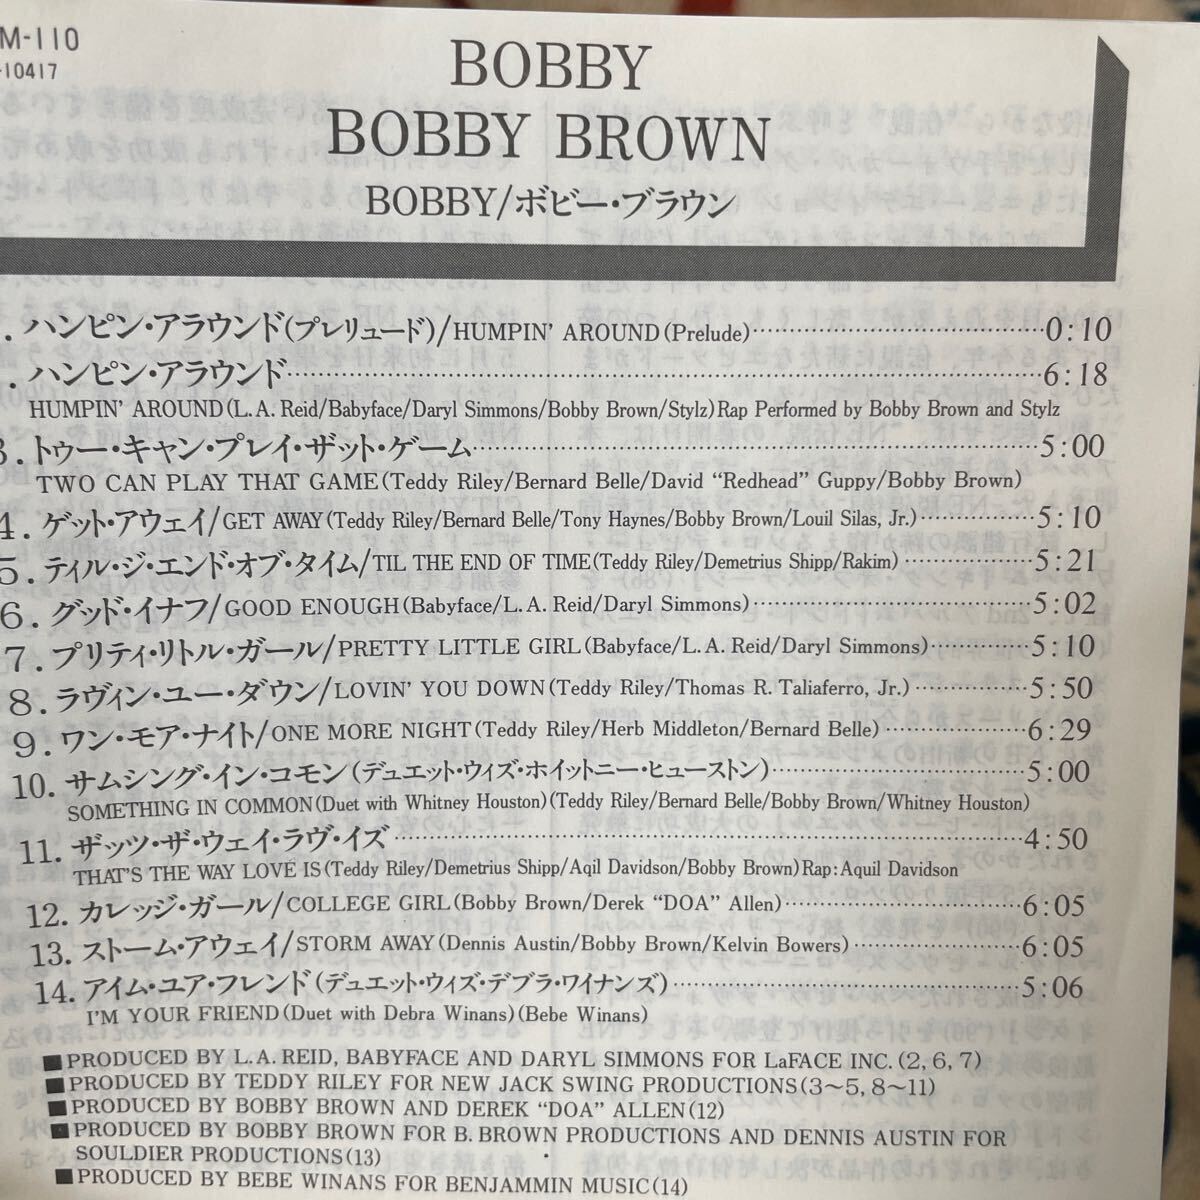 M-110
-10417
BOBBY
BOBBY BROWN
BOBBY/ボビー・ブラウン
. ハンピン・アラウンド(プレリュード)/HUMPIN' AROUND(Prelude)⋯⋯0:10
. ハンピン・アラウンド⋯⋯6:18
HUMPIN' AROUND(L. A. Reid/Babyface/Daryl Simmons/Bobby Brown/Stylz)Rap Performed by Bobby Brown and Stylz
3. トゥー・キャン・プレイ・ザット・ゲーム⋯⋯5:00
TWO CAN PLAY THAT GAME(Teddy Riley/Bernard Belle/David “Redhead” Guppy/Bobby Brown)
4. ゲット・アウェイ/GET AWAY(Teddy Riley/Bernard Belle/Tony Haynes/Bobby Brown/Louil Silas, Jr.)⋯⋯5:10
5. ティル・ジ・エンド・オブ・タイム/TIL THE END OF TIME(Teddy Riley/Demetrius Shipp/Rakim)⋯⋯5:21
6. グッド・イナフ/GOOD ENOUGH(Babyface/L. A. Reid/Daryl Simmons)⋯⋯5:02
7. プリティ・リトル・ガール/PRETTY LITTLE GIRL(Babyface/L. A. Reid/Daryl Simmons)⋯⋯5:10
8. ラヴィン・ユー・ダウン/LOVIN' YOU DOWN(Teddy Riley/Thomas R. Taliaferro, Jr.)⋯⋯5:50
9. ワン・モア・ナイト/ONE MORE NIGHT(Teddy Riley/Herb Middleton/Bernard Belle)⋯⋯6:29
10. サムシング・イン・コモン(デュエット・ウィズ・ホイットニー・ヒューストン)⋯⋯5:00
SOMETHING IN COMMON(Duet with Whitney Houston)(Teddy Riley/Bernard Belle/Bobby Brown/Whitney Houston)
11. ザッツ・ザ・ウェイ・ラヴ・イズ⋯⋯4:50
THAT'S THE WAY LOVE IS(Teddy Riley/Demetrius Shipp/Aqil Davidson/Bobby Brown)Rap:Aquil Davidson
12. カレッジ・ガール/COLLEGE GIRL(Bobby Brown/Derek “DOA” Allen)⋯⋯6:05
13. ストーム・アウェイ/STORM AWAY(Dennis Austin/Bobby Brown/Kelvin Bowers)⋯⋯6:05
14. アイム・ユア・フレンド(デュエット・ウィズ・デブラ・ワイナンズ)⋯⋯5:06
I'M YOUR FRIEND(Duet with Debra Winans)(Bebe Winans)
■PRODUCED BY L. A. REID, BABYFACE AND DARYL SIMMONS FOR LaFACE INC.(2, 6, 7)
■PRODUCED BY TEDDY RILEY FOR NEW JACK SWING PRODUCTIONS(3〜5, 8〜11)
■PRODUCED BY BOBBY BROWN AND DEREK “DOA” ALLEN(12)
■PRODUCED BY BOBBY BROWN FOR B. BROWN PRODUCTIONS AND DENNIS AUSTIN FOR
SOULDIER PRODUCTIONS(13)
■PRODUCED BY BEBE WINANS FOR BENJAMMIN MUSIC(14)